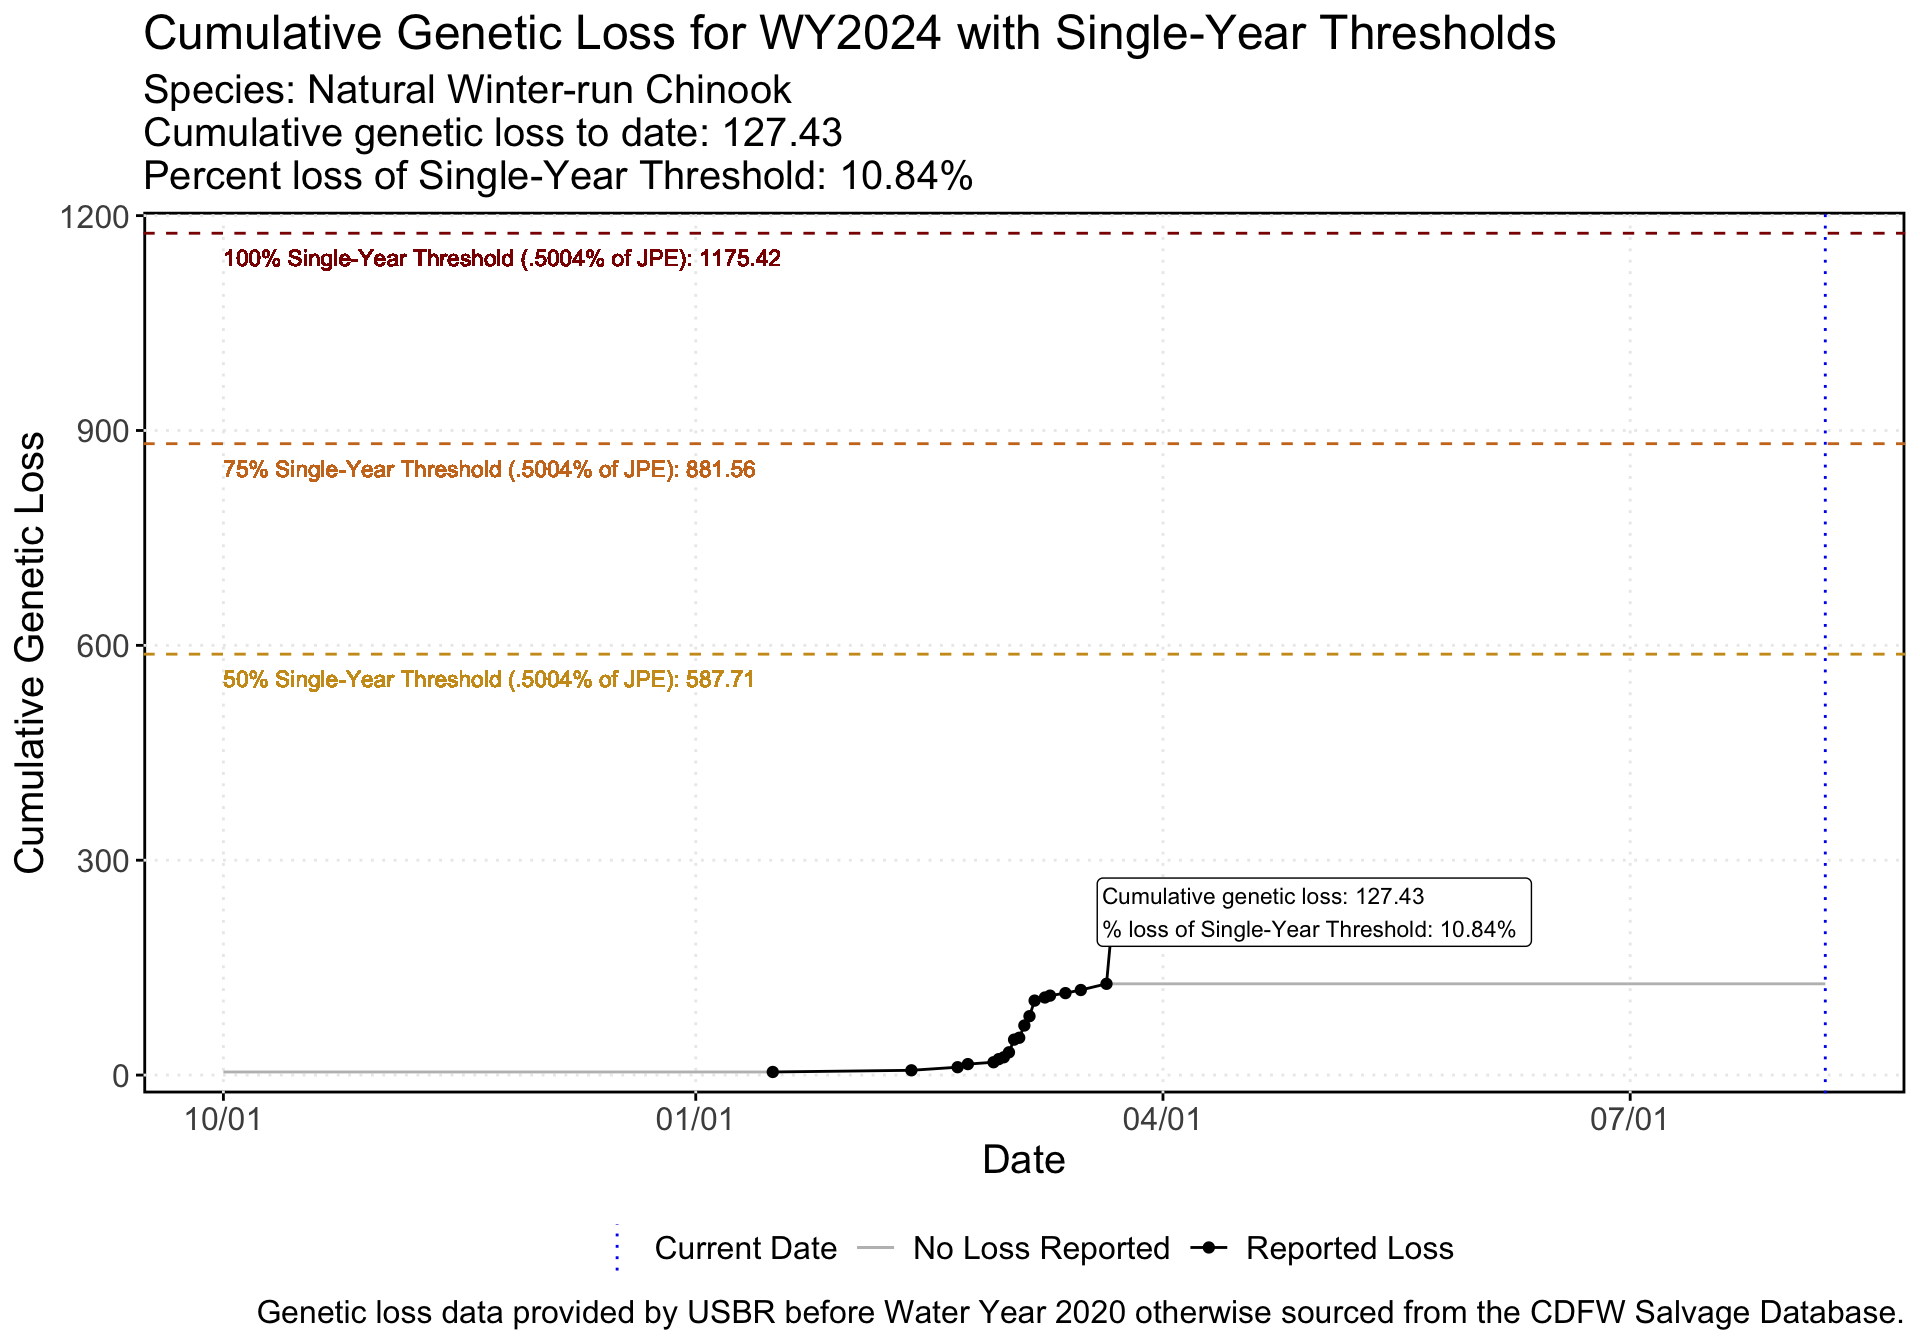 Cumulative Genetic Loss for WY2024 with Single-Year Thresholds
Species: Natural Winter-run Chinook
Cumulative genetic loss to date: 127.43
Percent loss of Single-Year Threshold: 10.84%
1200
100% Single-Year Threshold (.5004% of JPE): 1175.42
900
75% Single-Year Threshold (.5004% of JPE): 881.56
600
50% Single-Year Threshold (.5004% of JPE): 587.71
Cumulative Genetic Loss
300
Cumulative genetic loss: 127.43
% loss of Single-Year Threshold: 10.84%
0
10/01
01/01
04/01
07/01
Date
Current Date
No Loss Reported
Reported Loss
Genetic loss data provided by USBR before Water Year 2020 otherwise sourced from the CDFW Salvage Database.